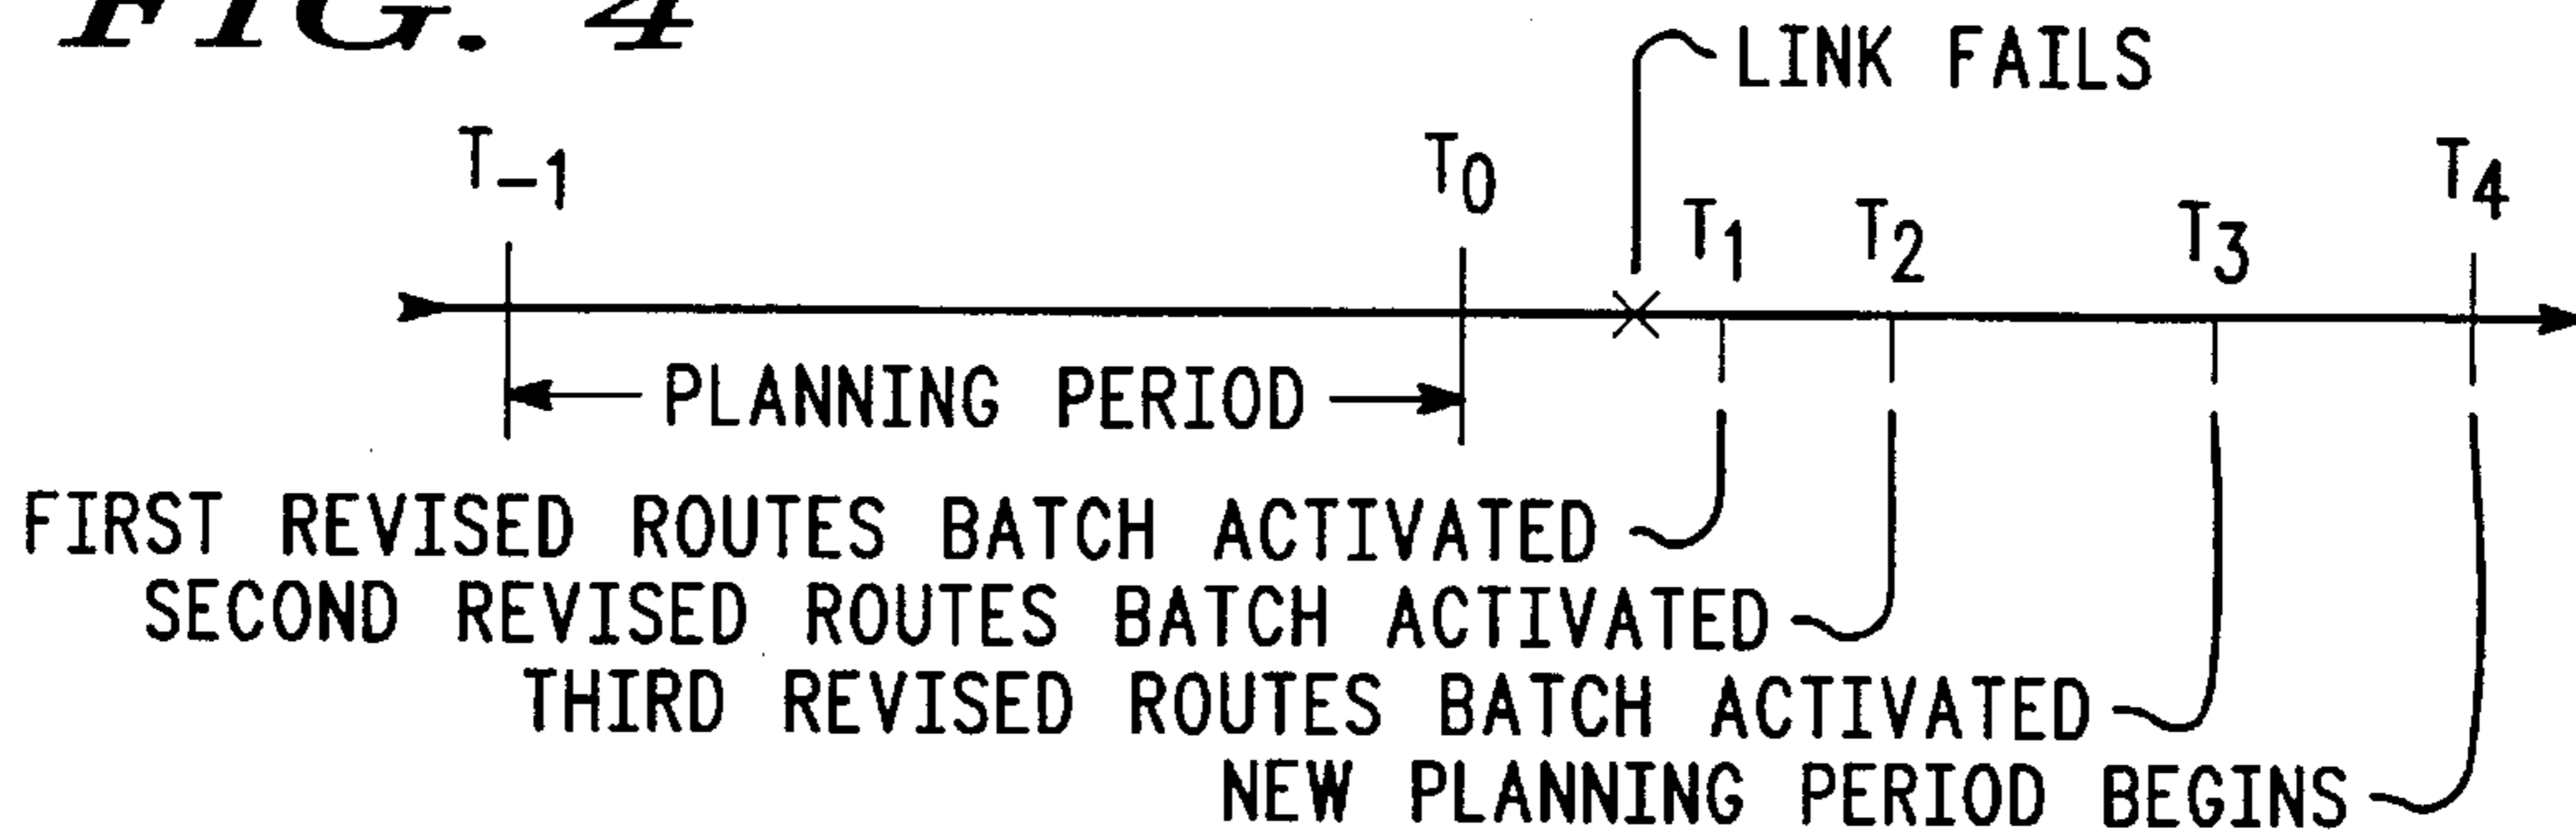 FIG. 4
LINK FAILS
T-1
T0
T1
T2
T3
T4
PLANNING PERIOD
FIRST REVISED ROUTES BATCH ACTIVATED
SECOND REVISED ROUTES BATCH ACTIVATED
THIRD REVISED ROUTES BATCH ACTIVATED
NEW PLANNING PERIOD BEGINS